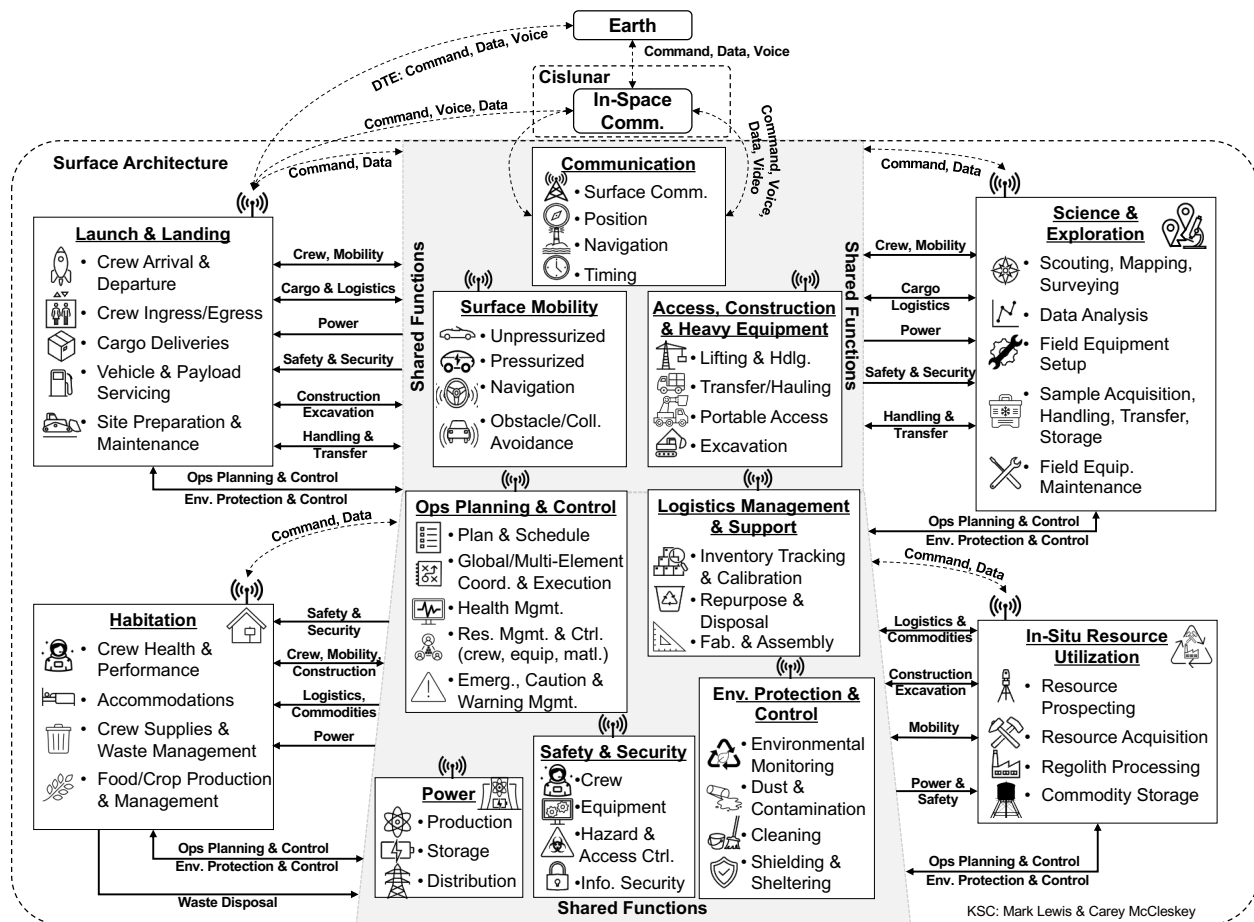 Earth
Command, Data, Voice
DTE: Command, Data, Voice
Cislunar
In-Space
Comm.
Command, Voice, Data
Command, Voice,
Data, Video
Surface Architecture
Command, Data
Command, Data
Communication
• Surface Comm.
• Position
• Navigation
• Timing
Launch & Landing
• Crew Arrival &
Departure
• Crew Ingress/Egress
• Cargo Deliveries
• Vehicle & Payload
Servicing
• Site Preparation &
Maintenance
Crew, Mobility
Cargo & Logistics
Power
Safety & Security
Construction
Excavation
Handling &
Transfer
Ops Planning & Control
Env. Protection & Control
Shared Functions
Surface Mobility
• Unpressurized
• Pressurized
• Navigation
• Obstacle/Coll.
Avoidance
Access, Construction
& Heavy Equipment
• Lifting & Hdlg.
• Transfer/Hauling
• Portable Access
• Excavation
Shared Functions
Crew, Mobility
Cargo
Logistics
Power
Safety & Security
Handling &
Transfer
Ops Planning & Control
Env. Protection & Control
Science &
Exploration
• Scouting, Mapping,
Surveying
• Data Analysis
• Field Equipment
Setup
• Sample Acquisition,
Handling, Transfer,
Storage
• Field Equip.
Maintenance
Command, Data
Habitation
• Crew Health &
Performance
• Accommodations
• Crew Supplies &
Waste Management
• Food/Crop Production
& Management
Safety &
Security
Crew, Mobility,
Construction
Logistics,
Commodities
Power
Ops Planning & Control
Env. Protection & Control
Waste Disposal
Ops Planning & Control
• Plan & Schedule
• Global/Multi-Element
Coord. & Execution
• Health Mgmt.
• Res. Mgmt. & Ctrl.
(crew, equip, matl.)
• Emerg., Caution &
Warning Mgmt.
Logistics Management
& Support
• Inventory Tracking
& Calibration
• Repurpose &
Disposal
• Fab. & Assembly
Power
• Production
• Storage
• Distribution
Safety & Security
• Crew
• Equipment
• Hazard &
Access Ctrl.
• Info. Security
Env. Protection &
Control
• Environmental
Monitoring
• Dust &
Contamination
• Cleaning
• Shielding &
Sheltering
Shared Functions
Command, Data
Logistics &
Commodities
Construction
Excavation
Mobility
Power &
Safety
Ops Planning & Control
Env. Protection & Control
In-Situ Resource
Utilization
• Resource
Prospecting
• Resource Acquisition
• Regolith Processing
• Commodity Storage
KSC: Mark Lewis & Carey McCleskey